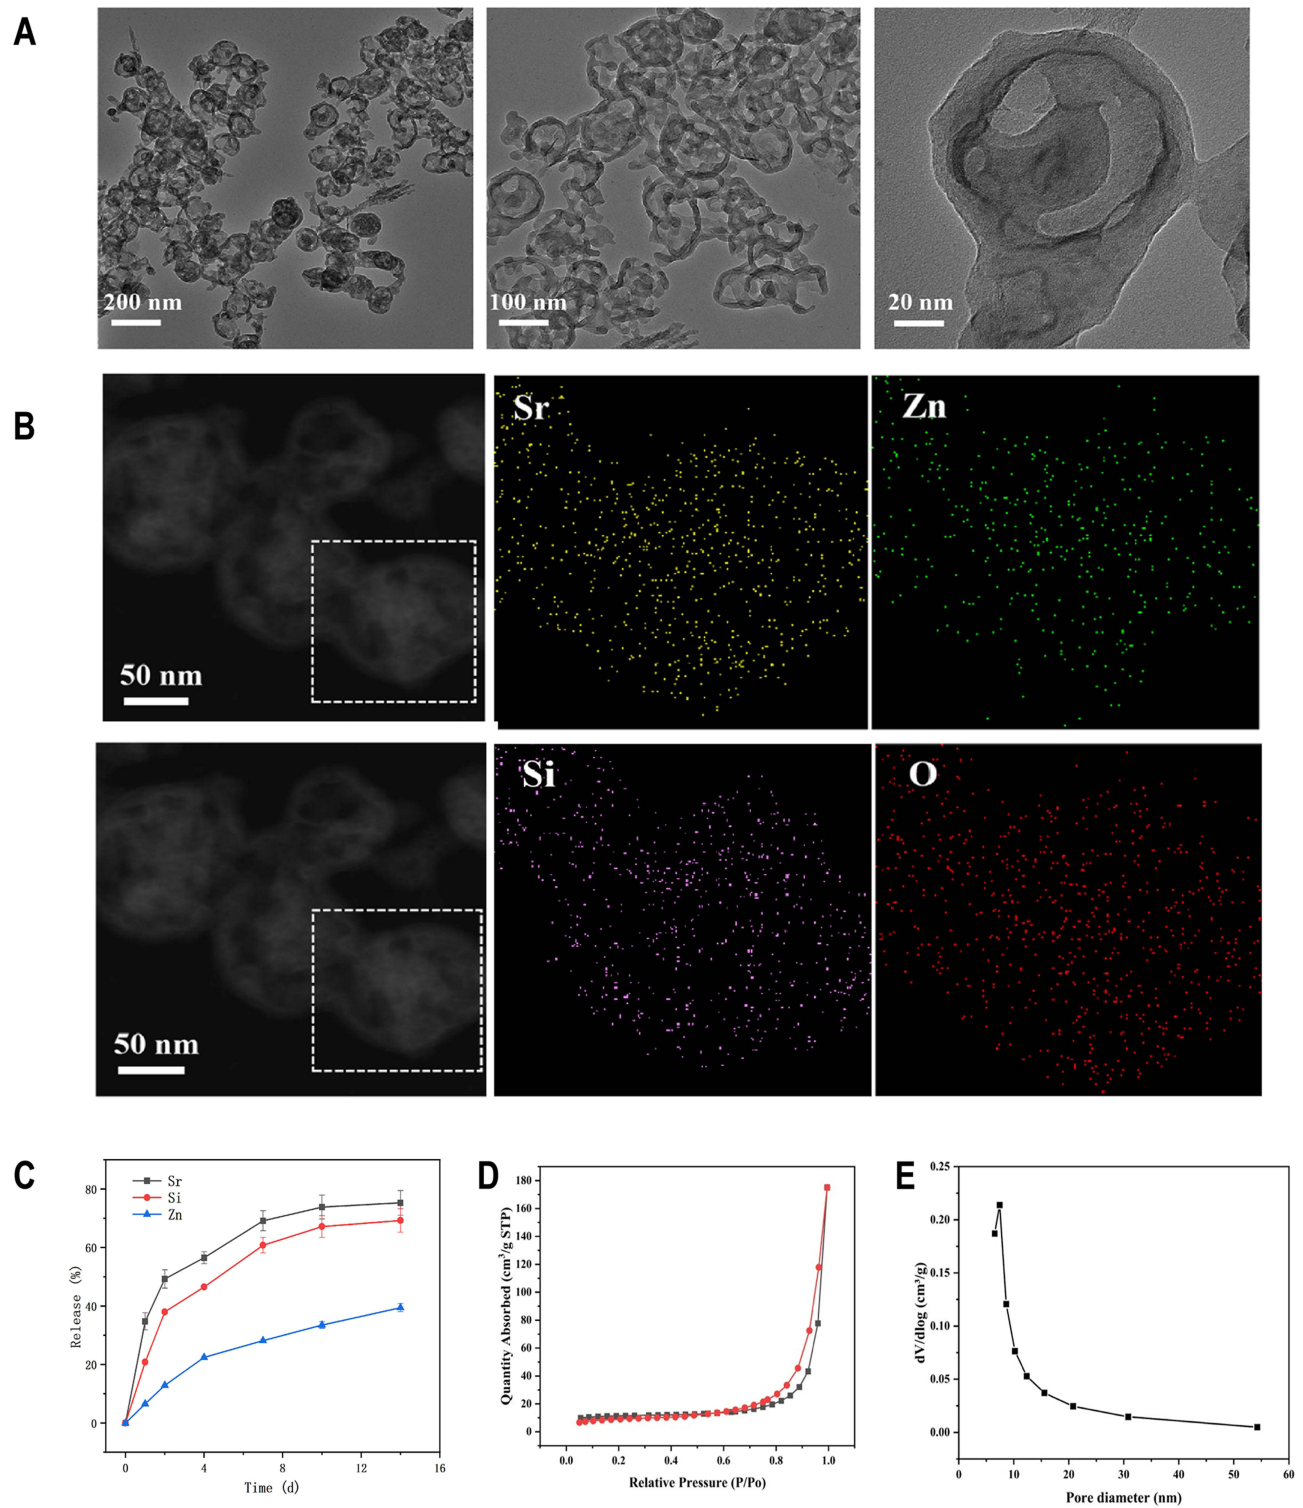 A
200 nm
100 nm
20 nm
B
Sr
Zn
50 nm
Si
O
50 nm
C
Sr
Si
Zn
80
60
40
20
0
Release (%)
0 4 8 12 16
Time (d)
D
180
160
140
120
100
80
60
40
20
0
Quantity Absorbed (cm³/g STP)
0.0 0.2 0.4 0.6 0.8 1.0
Relative Pressure (P/Po)
E
0.25
0.20
0.15
0.10
0.05
0.00
dV/dlog (cm³/g)
0 10 20 30 40 50 60
Pore diameter (nm)